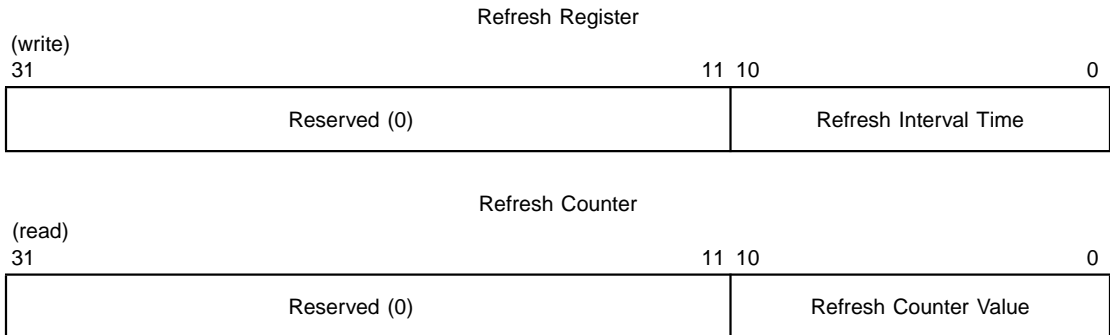 Refresh Register
(write)
31 11 10 0
Reserved (0) Refresh Interval Time
Refresh Counter
(read)
31 11 10 0
Reserved (0) Refresh Counter Value